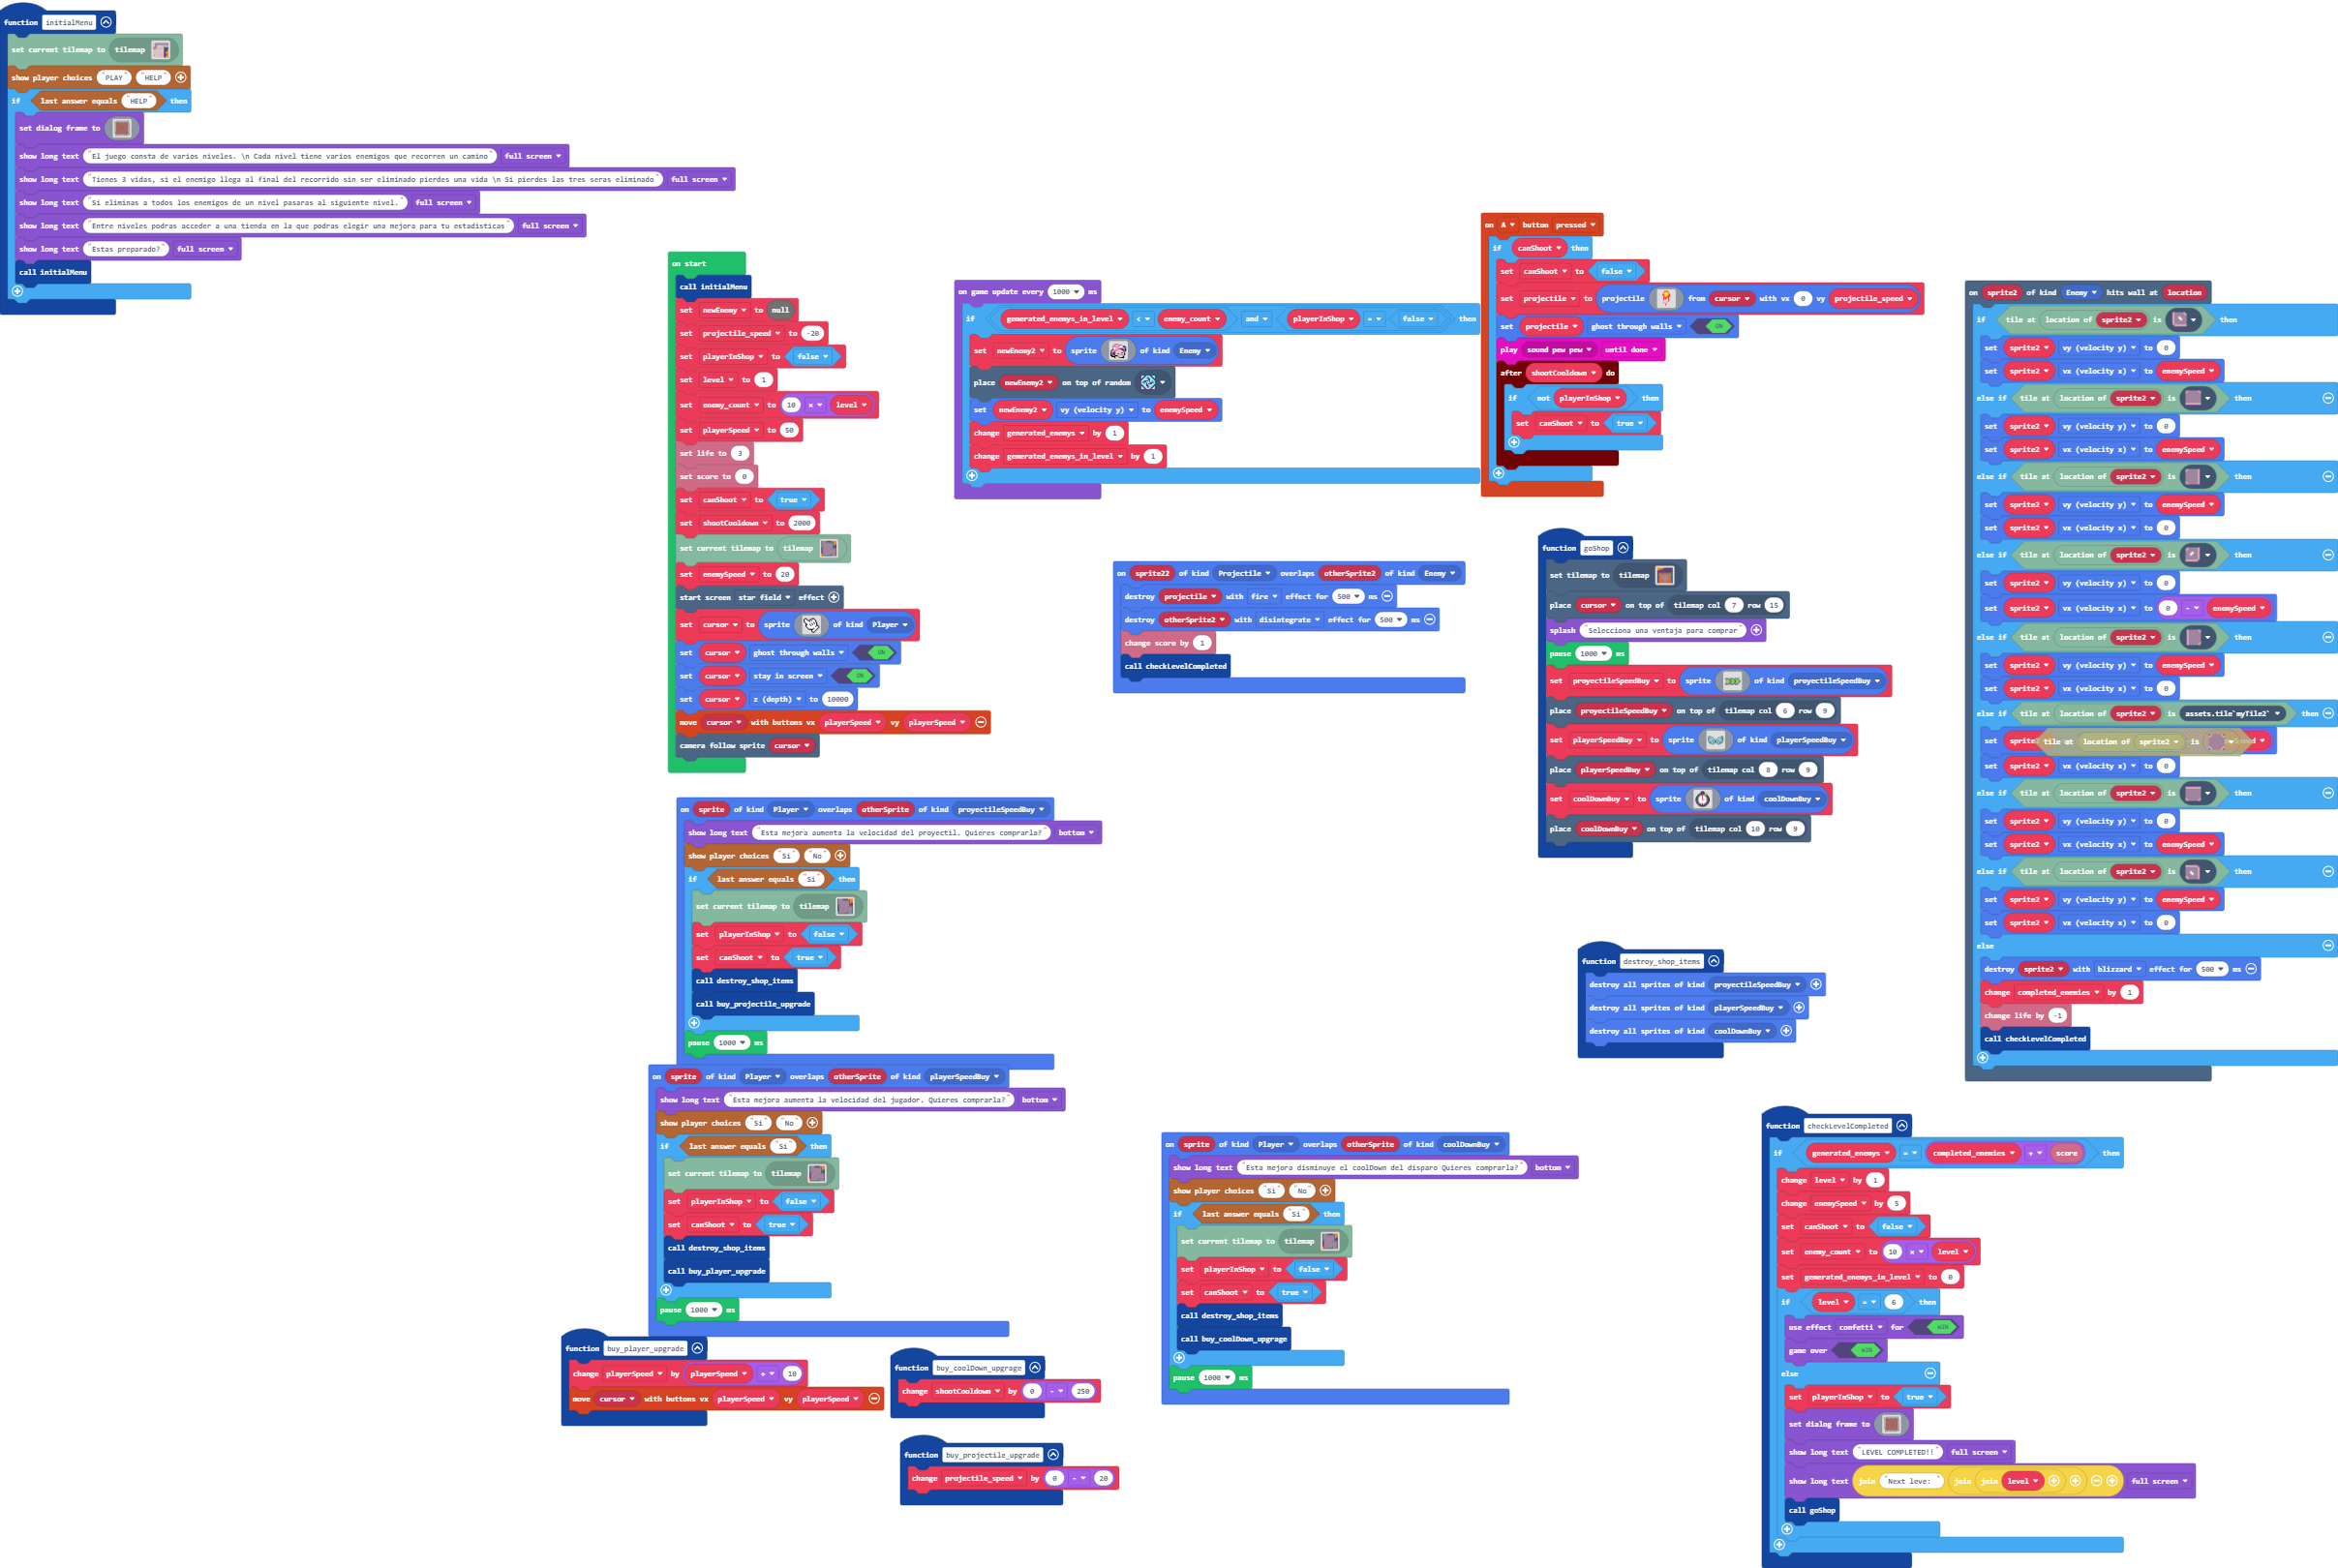 function initialMenu
set current tilemap to tilemap
show player choices "PLAY" "HELP"
if last answer equals "HELP" then
set dialog frame to
show long text "El juego consta de varios niveles. \n Cada nivel tiene varios enemigos que recorren un camino" full screen
show long text "Tienes 3 vidas, si el enemigo llega al final del recorrido sin ser eliminado pierdes una vida \n Si pierdes las tres seras eliminado" full screen
show long text "Si eliminas a todos los enemigos de un nivel pasaras al siguiente nivel." full screen
show long text "Entre niveles podras acceder a una tienda en la que podras elegir una mejora para tu estadisticas" full screen
show long text "Estas preparado?" full screen
call initialMenu
on start
call initialMenu
set newEnemy to null
set projectile_speed to -20
set playerInShop to false
set level to 1
set enemy_count to 10 × level
set playerSpeed to 50
set life to 3
set score to 0
set canShoot to true
set shootCooldown to 2000
set current tilemap to tilemap
set enemySpeed to 20
start screen star field effect
set cursor to sprite of kind Player
set cursor ghost through walls ON
set cursor stay in screen ON
set cursor z (depth) to 10000
move cursor with buttons vx playerSpeed vy playerSpeed
camera follow sprite cursor
on game update every 1000 ms
if generated_enemys_in_level < enemy_count and playerInShop = false then
set newEnemy2 to sprite of kind Enemy
place newEnemy2 on top of random
set newEnemy2 vy (velocity y) to enemySpeed
change generated_enemys by 1
change generated_enemys_in_level by 1
on A button pressed
if canShoot then
set canShoot to false
set projectile to projectile from cursor with vx 0 vy projectile_speed
set projectile ghost through walls ON
play sound pew pew until done
after shootCooldown do
if not playerInShop then
set canShoot to true
on sprite22 of kind Projectile overlaps otherSprite2 of kind Enemy
destroy projectile with fire effect for 500 ms
destroy otherSprite2 with disintegrate effect for 500 ms
change score by 1
call checkLevelCompleted
function goShop
set tilemap to tilemap
place cursor on top of tilemap col 7 row 15
splash "Selecciona una ventaja para comprar"
pause 1000 ms
set proyectileSpeedBuy to sprite of kind proyectileSpeedBuy
place proyectileSpeedBuy on top of tilemap col 6 row 9
set playerSpeedBuy to sprite of kind playerSpeedBuy
place playerSpeedBuy on top of tilemap col 8 row 9
set coolDownBuy to sprite of kind coolDownBuy
place coolDownBuy on top of tilemap col 10 row 9
on sprite2 of kind Enemy hits wall at location
if tile at location of sprite2 is then
set sprite2 vy (velocity y) to 0
set sprite2 vx (velocity x) to enemySpeed
else if tile at location of sprite2 is then
set sprite2 vy (velocity y) to 0
set sprite2 vx (velocity x) to enemySpeed
else if tile at location of sprite2 is then
set sprite2 vy (velocity y) to enemySpeed
set sprite2 vx (velocity x) to 0
else if tile at location of sprite2 is then
set sprite2 vy (velocity y) to 0
set sprite2 vx (velocity x) to 0 - enemySpeed
else if tile at location of sprite2 is then
set sprite2 vy (velocity y) to enemySpeed
set sprite2 vx (velocity x) to 0
else if tile at location of sprite2 is assets.tile`myTile2` then
set tile at location of sprite2 is
set sprite2 vx (velocity x) to 0
else if tile at location of sprite2 is then
set sprite2 vy (velocity y) to 0
set sprite2 vx (velocity x) to enemySpeed
else if tile at location of sprite2 is then
set sprite2 vy (velocity y) to enemySpeed
set sprite2 vx (velocity x) to 0
else
destroy sprite2 with blizzard effect for 500 ms
change completed_enemies by 1
change life by -1
call checkLevelCompleted
on sprite of kind Player overlaps otherSprite of kind proyectileSpeedBuy
show long text "Esta mejora aumenta la velocidad del proyectil. Quieres comprarla?" bottom
show player choices "Si" "No"
if last answer equals "Si" then
set current tilemap to tilemap
set playerInShop to false
set canShoot to true
call destroy_shop_items
call buy_projectile_upgrade
pause 1000 ms
on sprite of kind Player overlaps otherSprite of kind playerSpeedBuy
show long text "Esta mejora aumenta la velocidad del jugador. Quieres comprarla?" bottom
show player choices "Si" "No"
if last answer equals "Si" then
set current tilemap to tilemap
set playerInShop to false
set canShoot to true
call destroy_shop_items
call buy_player_upgrade
pause 1000 ms
function destroy_shop_items
destroy all sprites of kind proyectileSpeedBuy
destroy all sprites of kind playerSpeedBuy
destroy all sprites of kind coolDownBuy
on sprite of kind Player overlaps otherSprite of kind coolDownBuy
show long text "Esta mejora disminuye el coolDown del disparo Quieres comprarla?" bottom
show player choices "Si" "No"
if last answer equals "Si" then
set current tilemap to tilemap
set playerInShop to false
set canShoot to true
call destroy_shop_items
call buy_coolDown_upgrage
pause 1000 ms
function buy_player_upgrade
change playerSpeed by playerSpeed + 10
move cursor with buttons vx playerSpeed vy playerSpeed
function buy_coolDown_upgrage
change shootCooldown by 0 - 250
function buy_projectile_upgrade
change projectile_speed by 0 - 20
function checkLevelCompleted
if generated_enemys = completed_enemies + score then
change level by 1
change enemySpeed by 5
set canShoot to false
set enemy_count to 10 × level
set generated_enemys_in_level to 0
if level = 6 then
use effect confetti for WIN
game over WIN
else
set playerInShop to true
set dialog frame to
show long text "LEVEL COMPLETED!!" full screen
show long text join "Next leve: " join join level full screen
call goShop